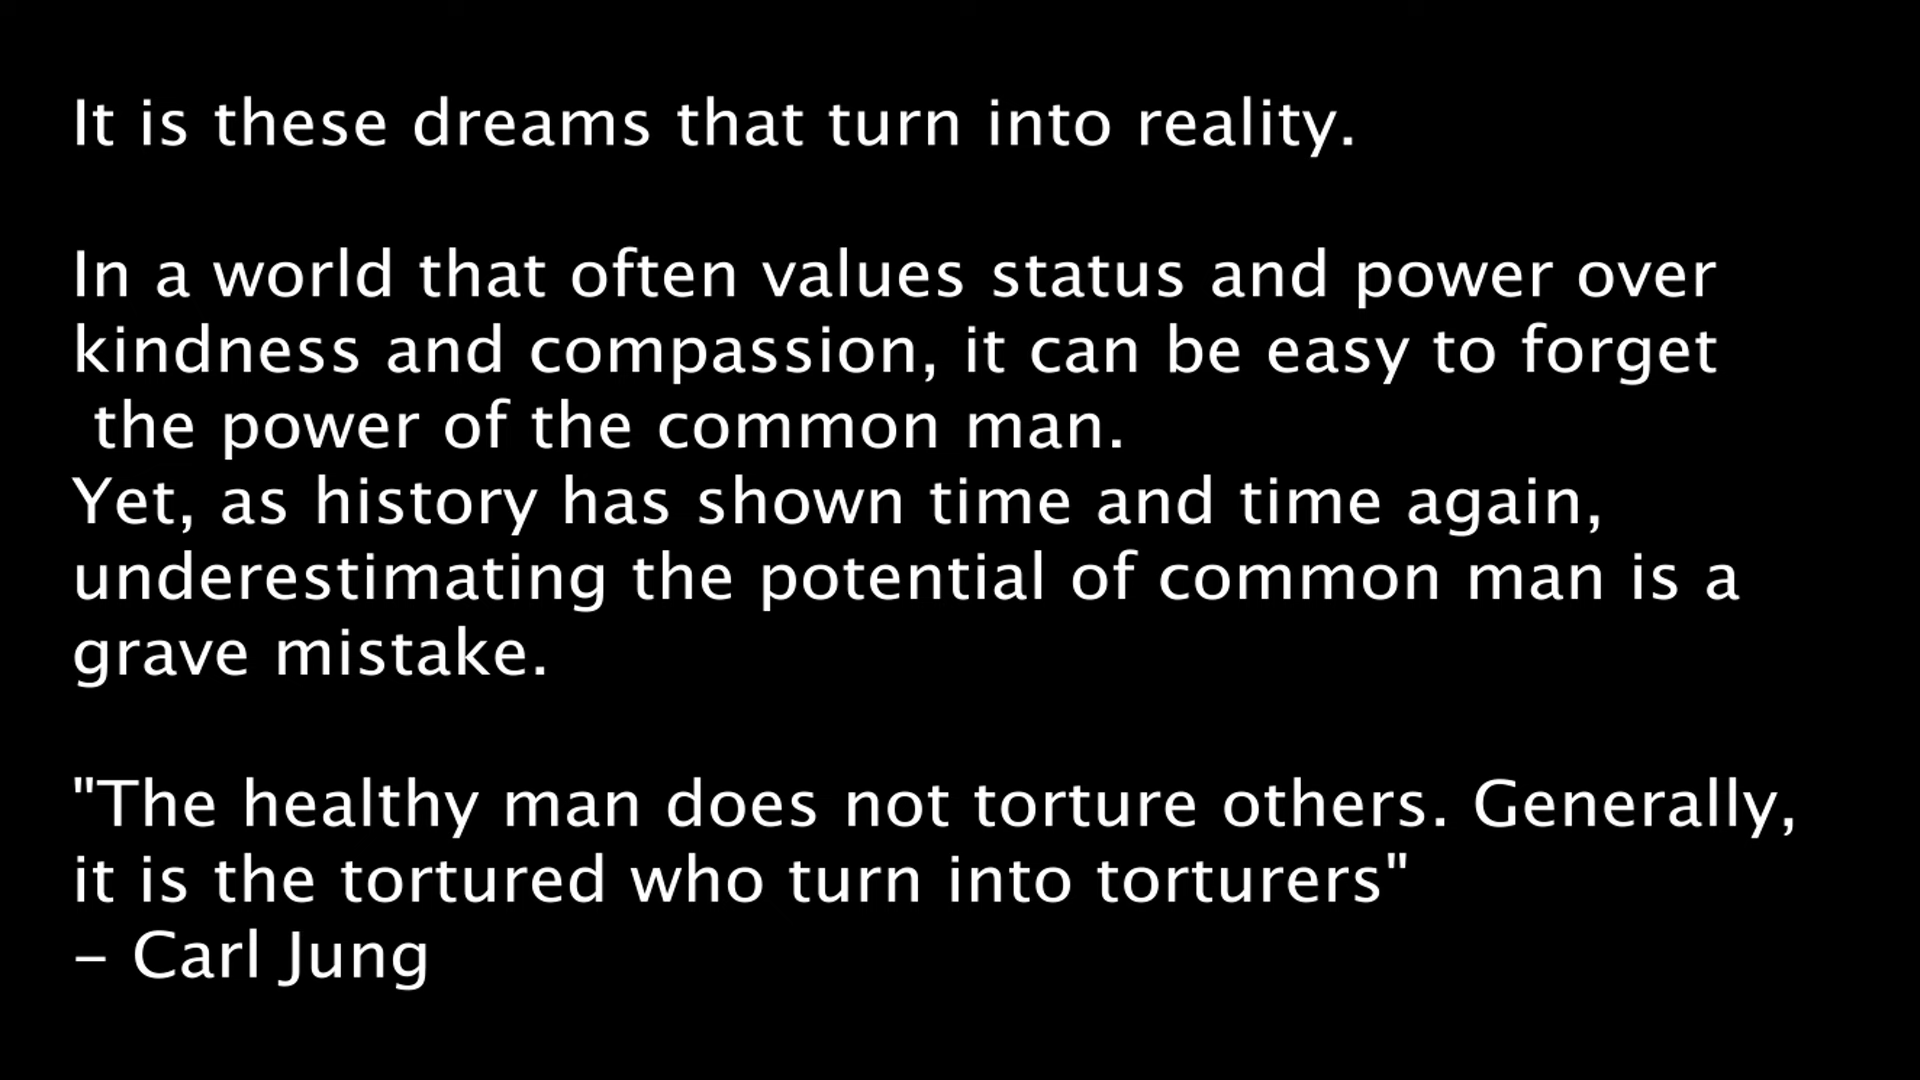 It is these dreams that turn into reality.
In a world that often values status and power over
kindness and compassion, it can be easy to forget
the power of the common man.
Yet, as history has shown time and time again,
underestimating the potential of common man is a
grave mistake.
"The healthy man does not torture others. Generally,
it is the tortured who turn into torturers"
– Carl Jung